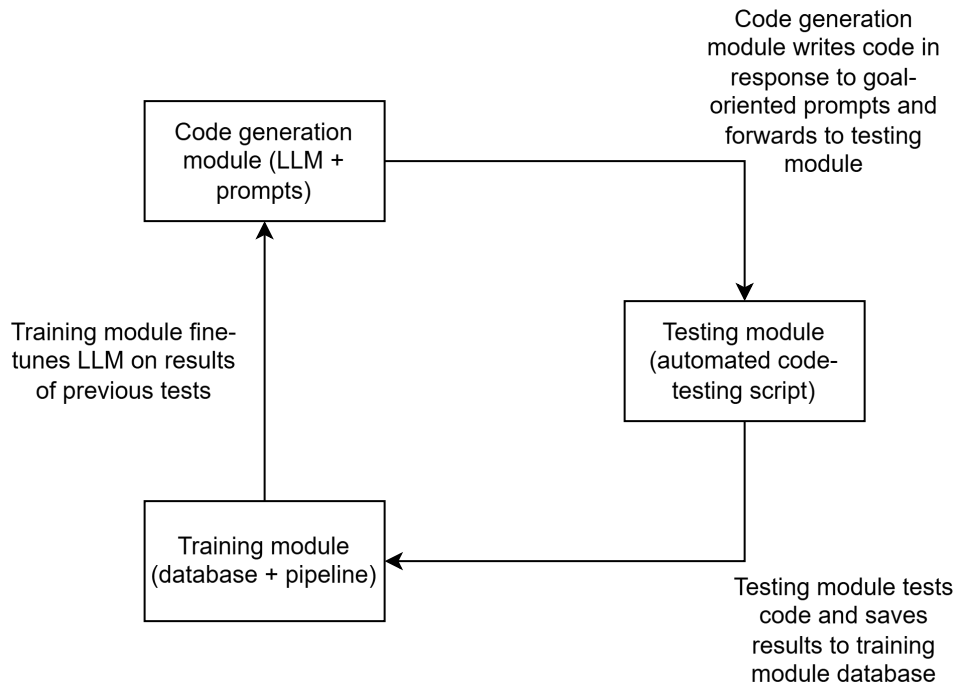 Code generation
module writes code in
response to goal-
oriented prompts and
forwards to testing
module
Code generation
module (LLM +
prompts)
Training module fine-
tunes LLM on results
of previous tests
Testing module
(automated code-
testing script)
Training module
(database + pipeline)
Testing module tests
code and saves
results to training
module database